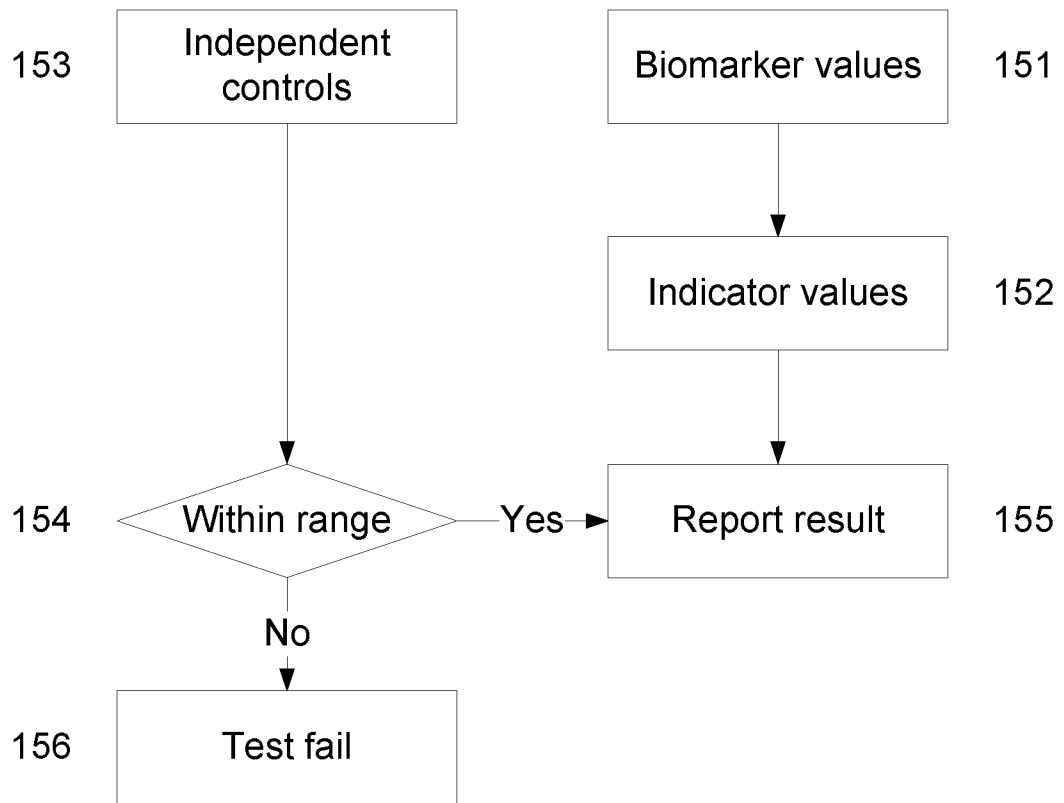 153
Independent
controls
Biomarker values
151
Indicator values
152
154
Within range
Yes
Report result
155
No
156
Test fail